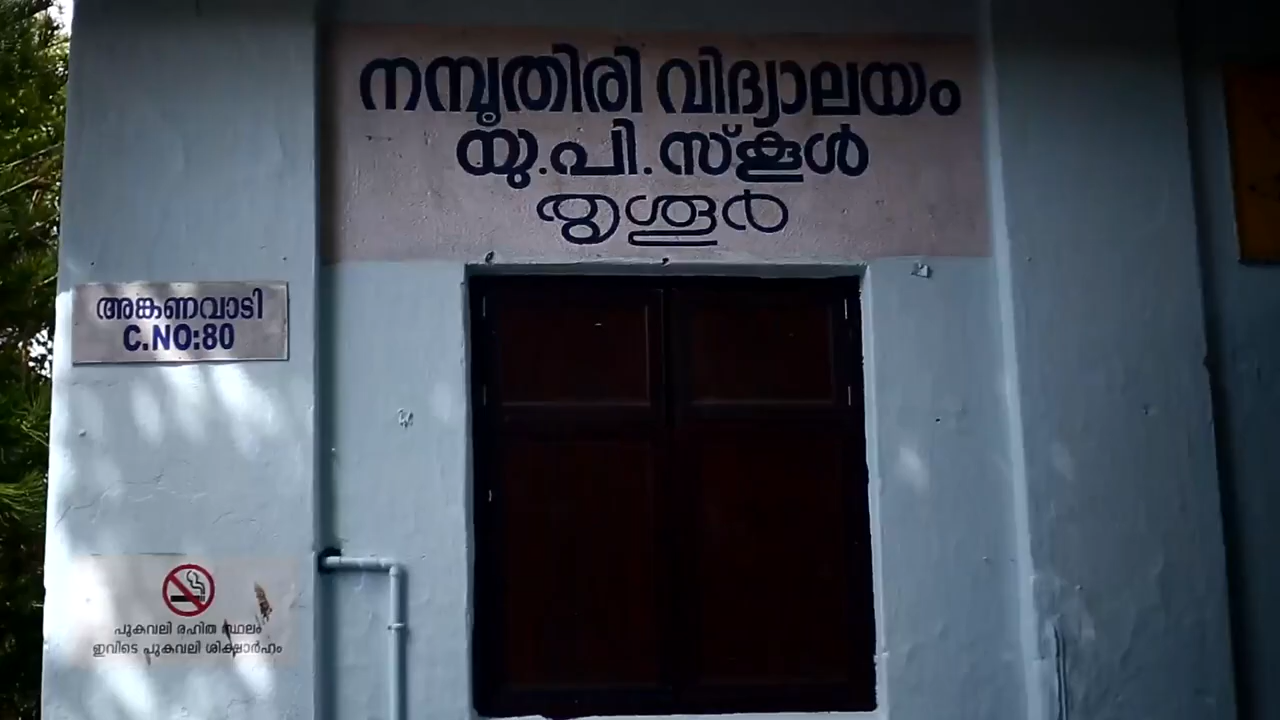 നമ്പൂതിരി വിദ്യാലയം
യു.പി.സ്കൂൾ
തൃശൂർ
അങ്കണവാടി
C.NO:80
പുകവലി രഹിത സ്ഥലം
ഇവിടെ പുകവലി ശിക്ഷാർഹം